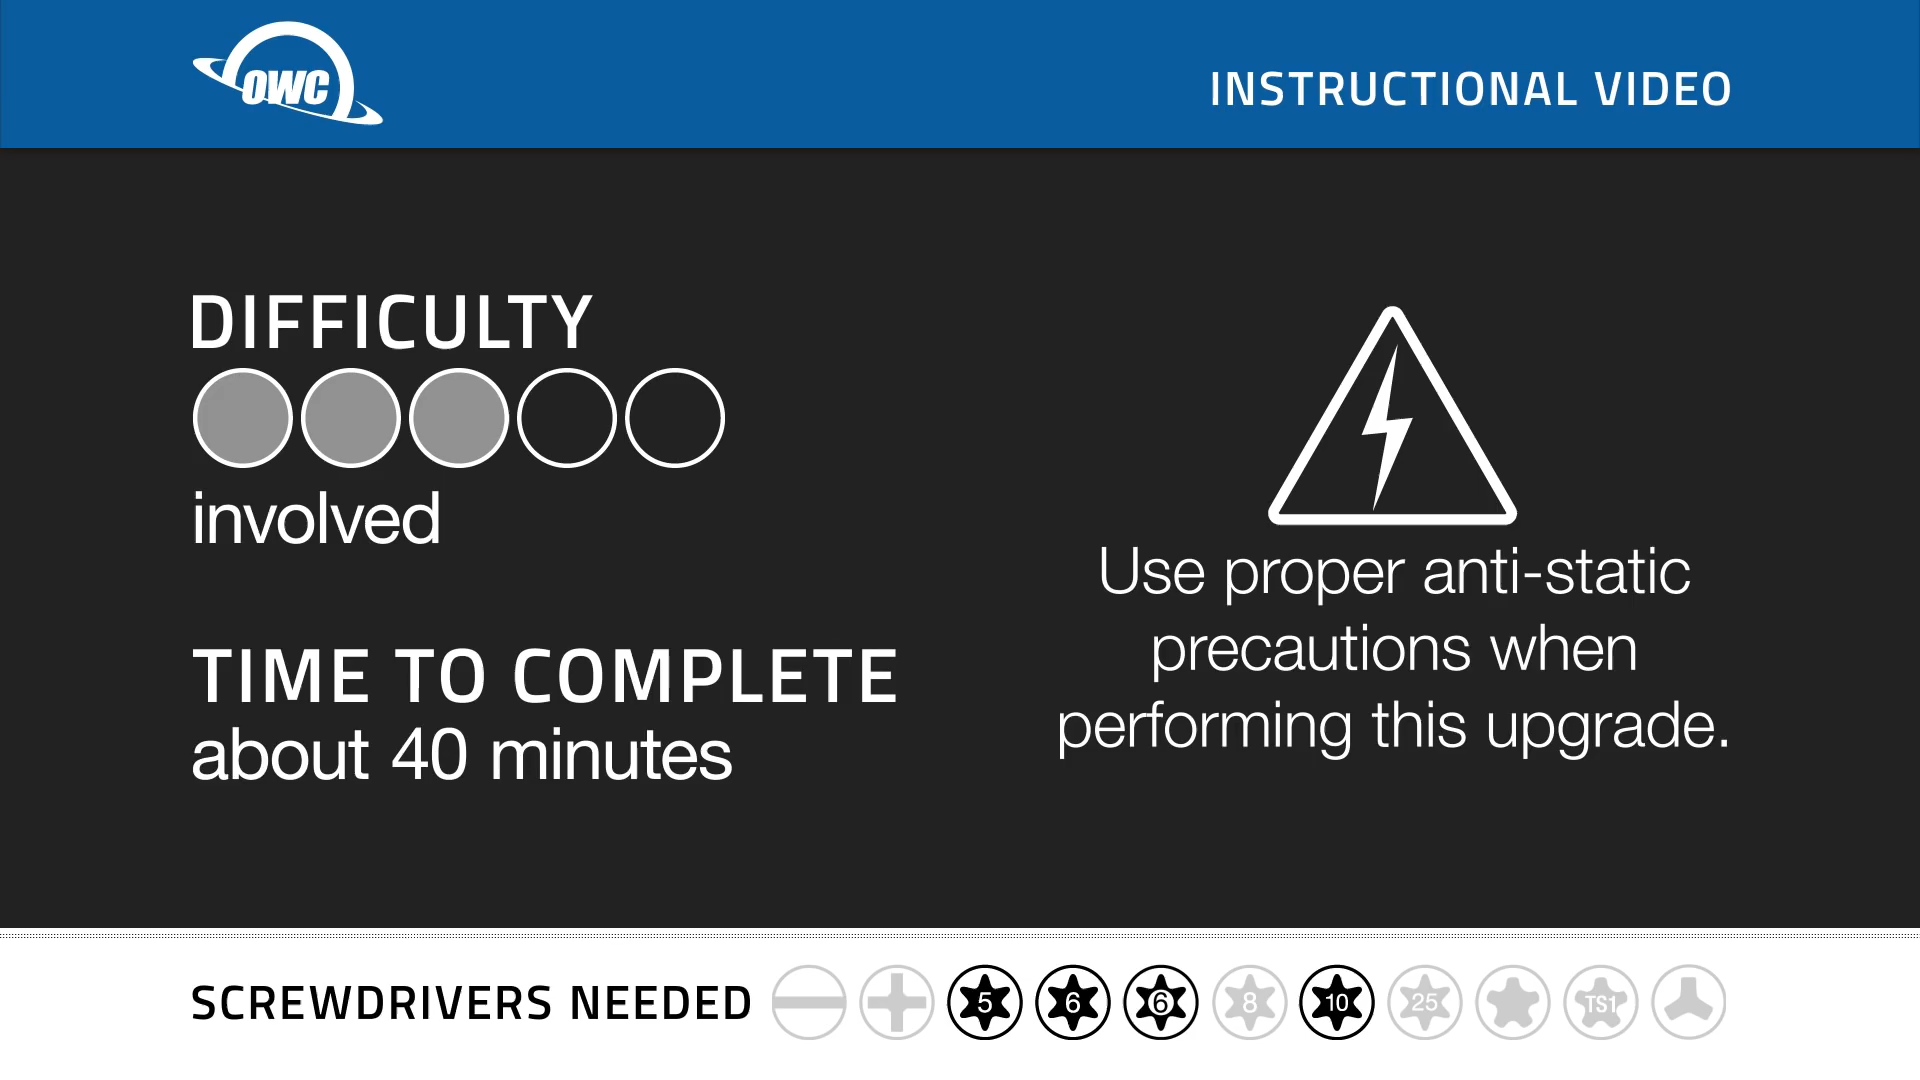 OWC
INSTRUCTIONAL VIDEO
DIFFICULTY
involved
TIME TO COMPLETE
about 40 minutes
Use proper anti-static
precautions when
performing this upgrade.
SCREWDRIVERS NEEDED 5 6 6 8 10 25 TS1